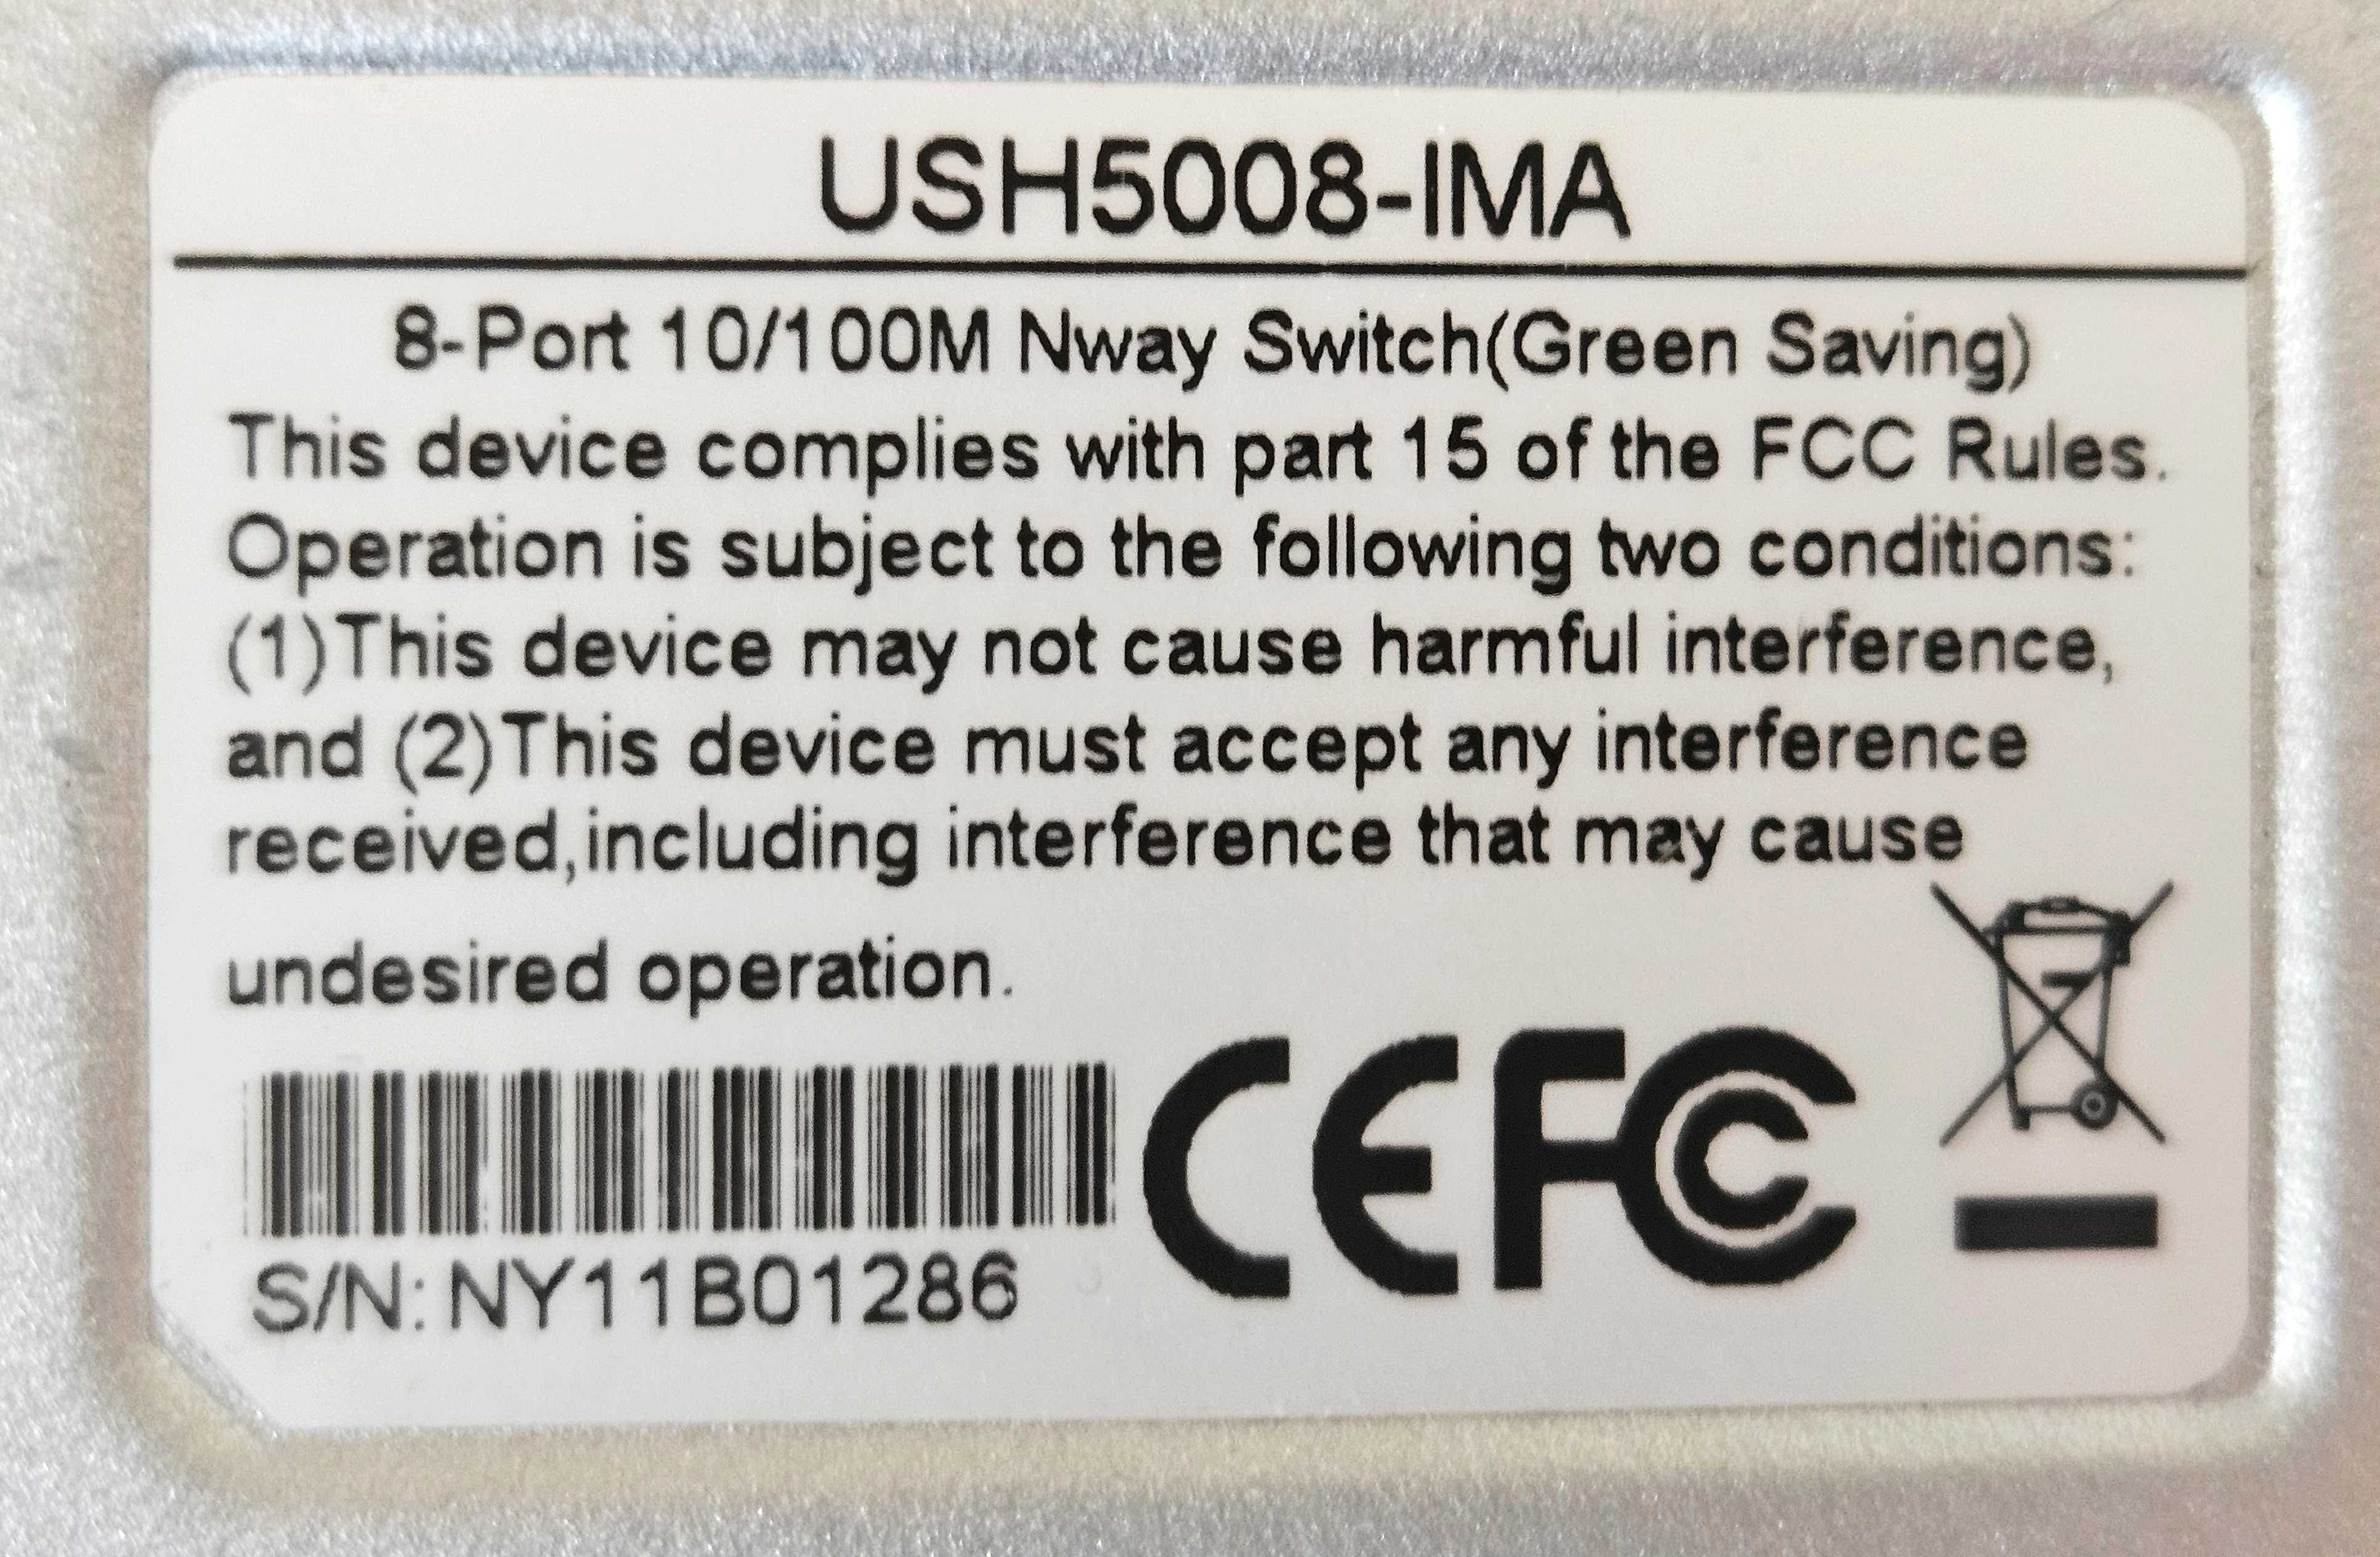 USH5008-IMA
8-Port 10/100M Nway Switch(Green Saving)
This device complies with part 15 of the FCC Rules.
Operation is subject to the following two conditions:
(1)This device may not cause harmful interference,
and (2)This device must accept any interference
received,including interference that may cause
undesired operation.
CE FC
S/N: NY11B01286